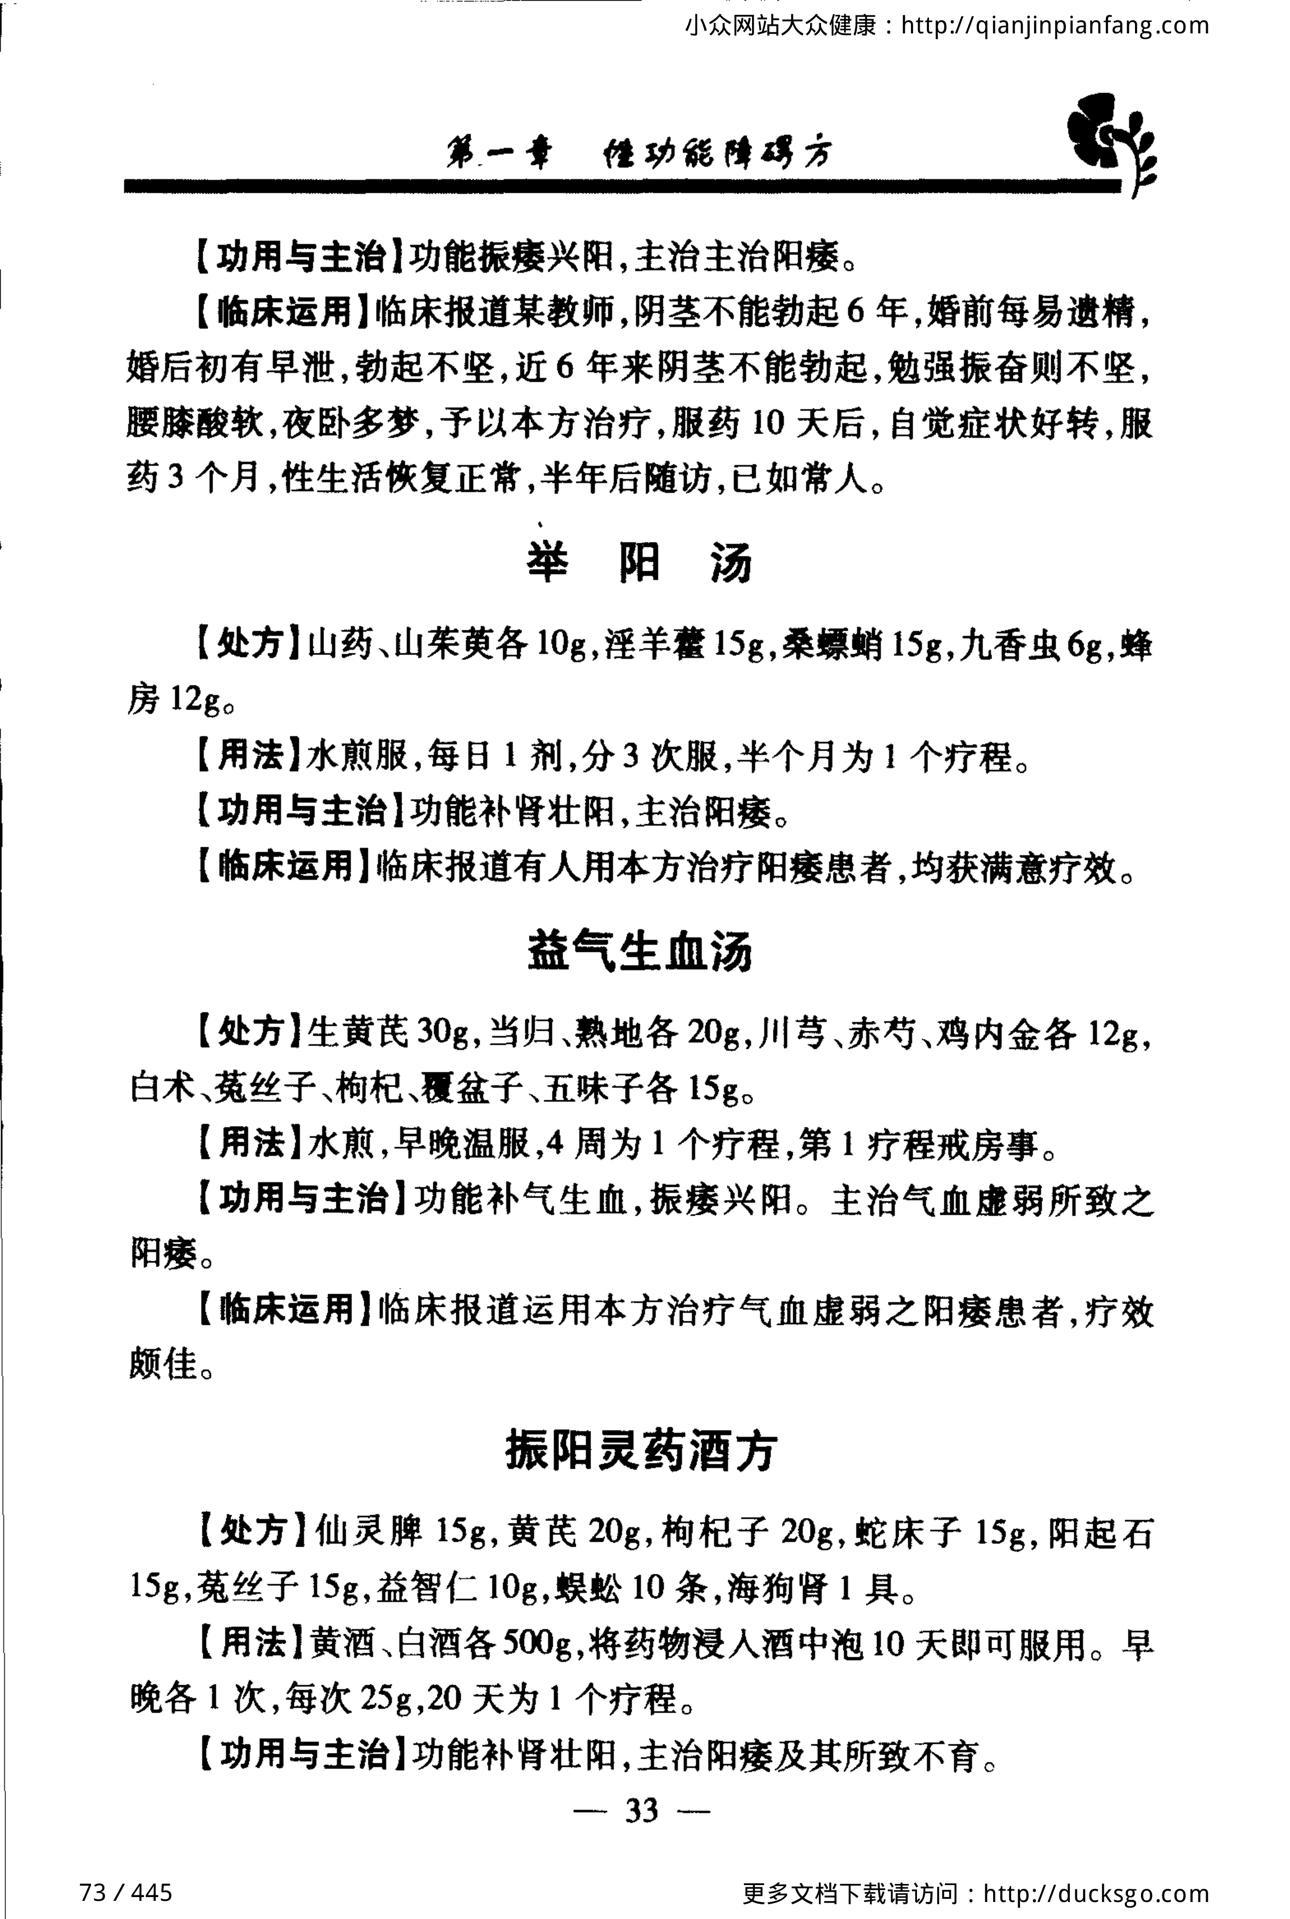 小众网站大众健康：http://qianjinpianfang.com
第一章 性功能障碍方
【功用与主治】功能振痿兴阳，主治主治阳痿。
【临床运用】临床报道某教师，阴茎不能勃起6年，婚前每易遗精，
婚后初有早泄，勃起不坚，近6年来阴茎不能勃起，勉强振奋则不坚，
腰膝酸软，夜卧多梦，予以本方治疗，服药10天后，自觉症状好转，服
药3个月，性生活恢复正常，半年后随访，已如常人。
举 阳 汤
【处方】山药、山茱萸各10g，淫羊藿15g，桑螵蛸15g，九香虫6g，蜂
房12g。
【用法】水煎服，每日1剂，分3次服，半个月为1个疗程。
【功用与主治】功能补肾壮阳，主治阳痿。
【临床运用】临床报道有人用本方治疗阳痿患者，均获满意疗效。
益气生血汤
【处方】生黄芪30g，当归、熟地各20g，川芎、赤芍、鸡内金各12g，
白术、菟丝子、枸杞、覆盆子、五味子各15g。
【用法】水煎，早晚温服，4周为1个疗程，第1疗程戒房事。
【功用与主治】功能补气生血，振痿兴阳。主治气血虚弱所致之
阳痿。
【临床运用】临床报道运用本方治疗气血虚弱之阳痿患者，疗效
颇佳。
振阳灵药酒方
【处方】仙灵脾15g，黄芪20g，枸杞子20g，蛇床子15g，阳起石
15g，菟丝子15g，益智仁10g，蜈蚣10条，海狗肾1具。
【用法】黄酒、白酒各500g，将药物浸入酒中泡10天即可服用。早
晚各1次，每次25g，20天为1个疗程。
【功用与主治】功能补肾壮阳，主治阳痿及其所致不育。
— 33 —
73 / 445
更多文档下载请访问：http://ducksgo.com